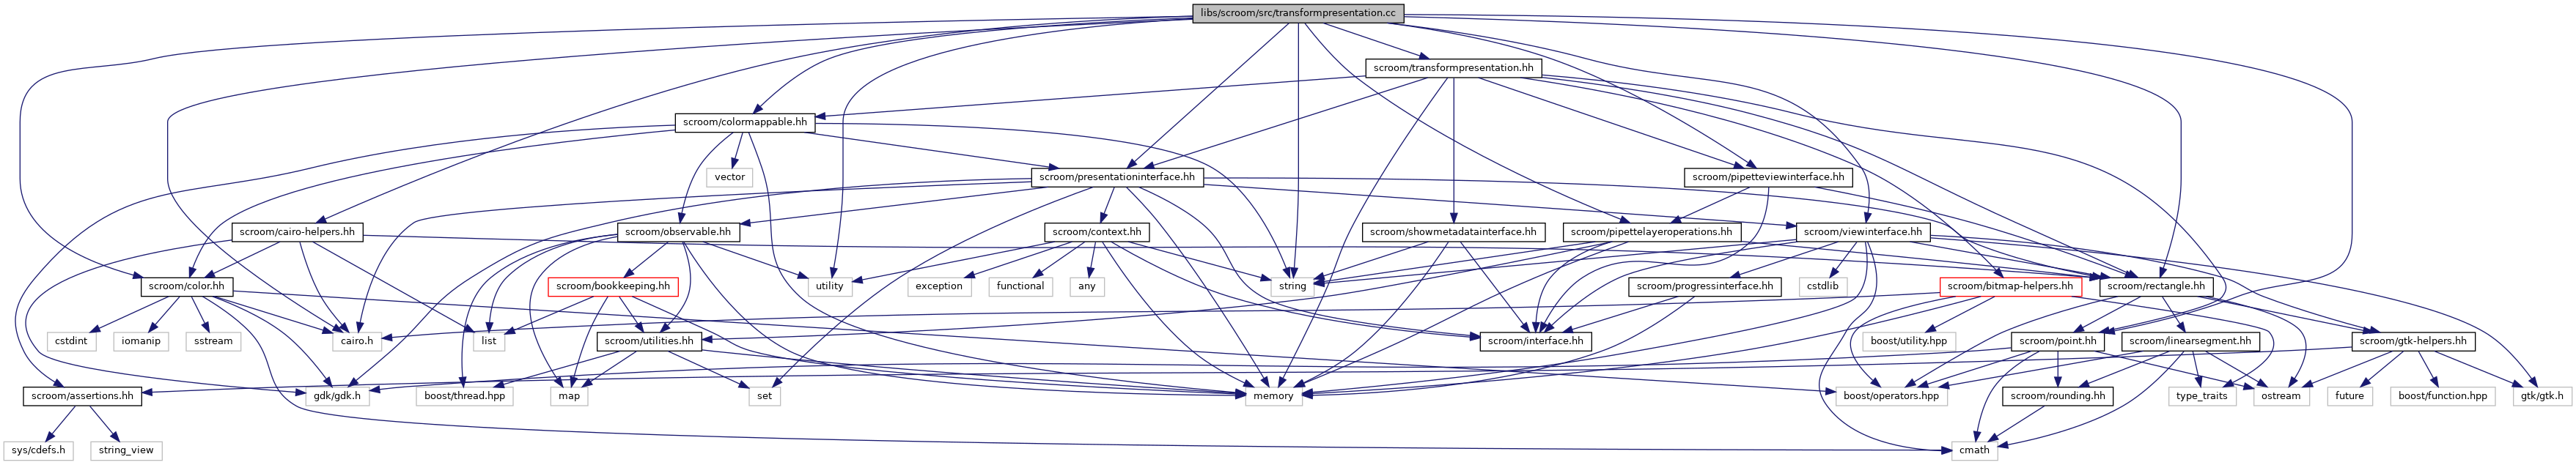 libs/scroom/src/transformpresentation.cc
scroom/transformpresentation.hh
scroom/colormappable.hh
vector
scroom/presentationinterface.hh
scroom/pipetteviewinterface.hh
scroom/cairo-helpers.hh
scroom/observable.hh
scroom/context.hh
scroom/showmetadatainterface.hh
scroom/pipettelayeroperations.hh
scroom/viewinterface.hh
scroom/color.hh
scroom/bookkeeping.hh
utility
exception
functional
any
string
scroom/progressinterface.hh
cstdlib
scroom/bitmap-helpers.hh
scroom/rectangle.hh
cstdint
iomanip
sstream
cairo.h
list
scroom/utilities.hh
scroom/interface.hh
boost/utility.hpp
scroom/point.hh
scroom/linearsegment.hh
scroom/gtk-helpers.hh
scroom/assertions.hh
gdk/gdk.h
boost/thread.hpp
map
set
memory
boost/operators.hpp
scroom/rounding.hh
type_traits
ostream
future
boost/function.hpp
gtk/gtk.h
sys/cdefs.h
string_view
cmath